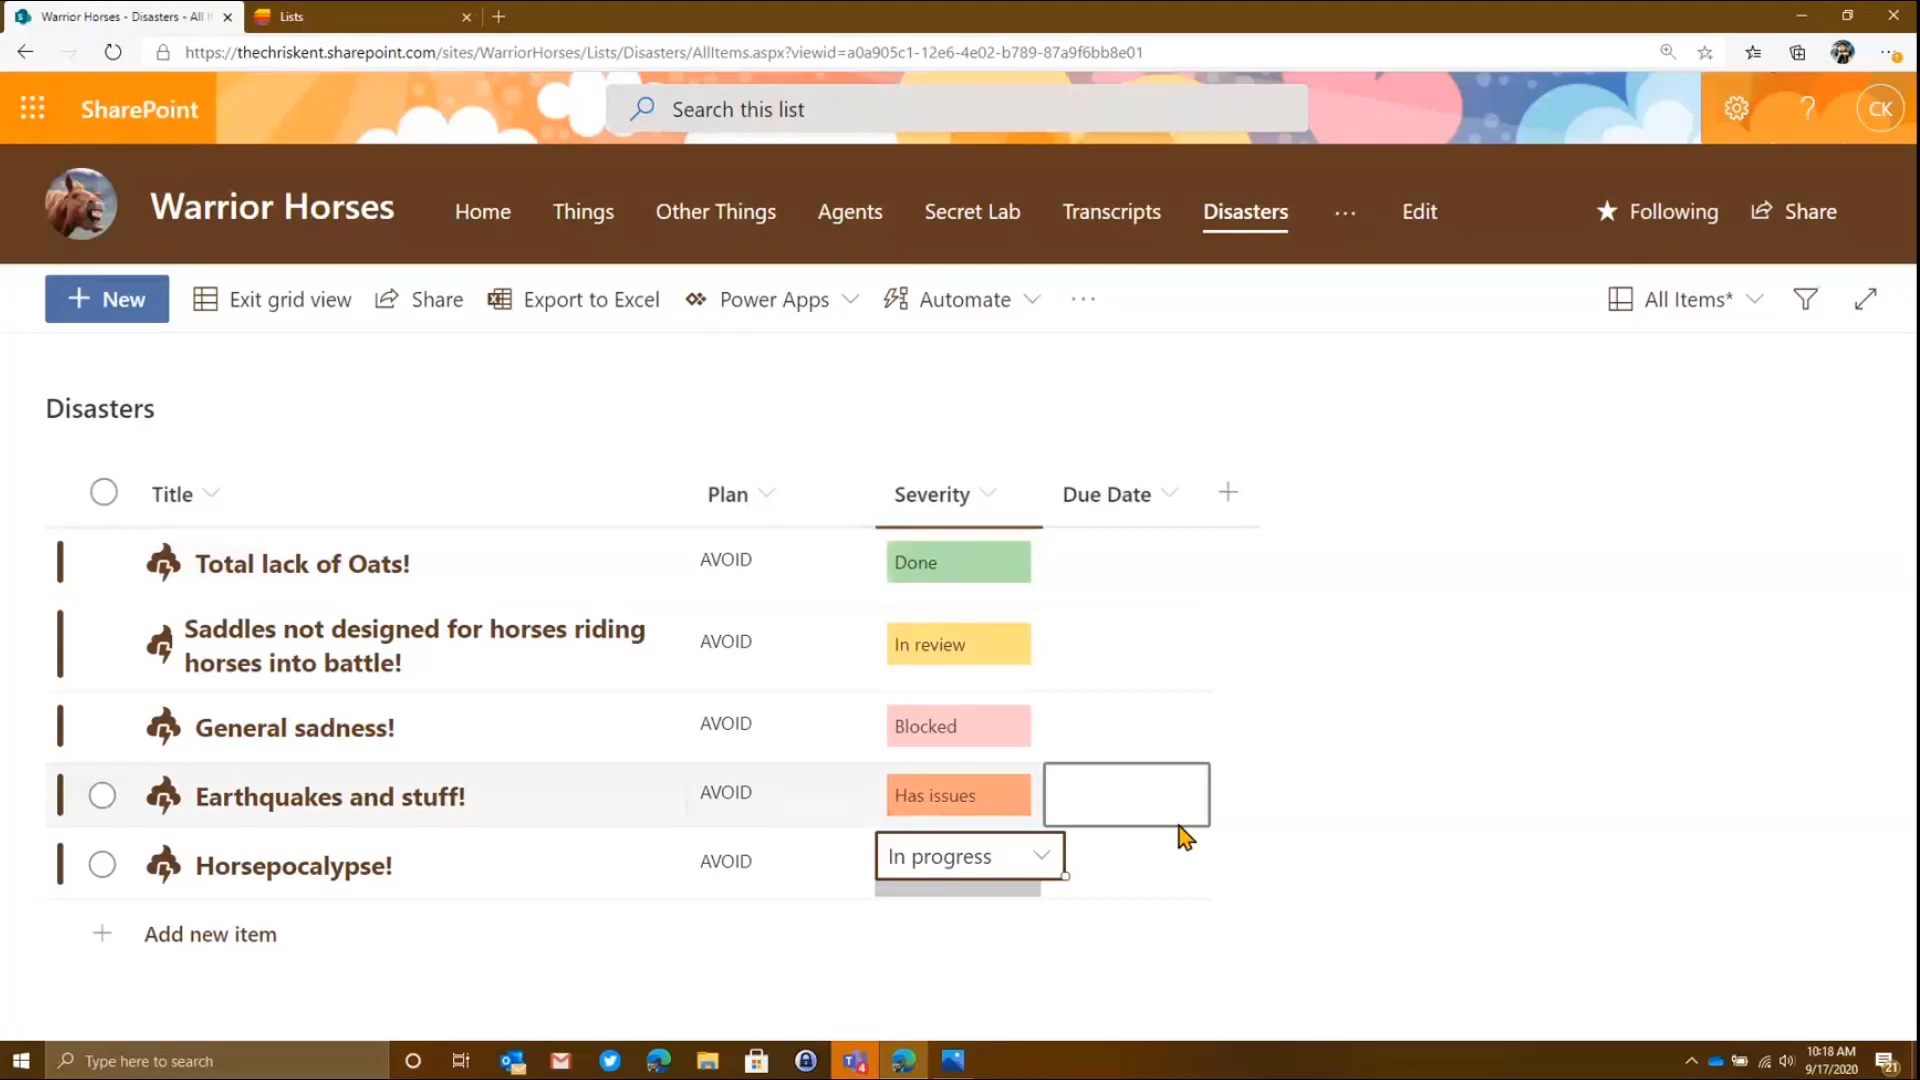 Warrior Horses - Disasters - All I
Lists
https://thechriskent.sharepoint.com/sites/WarriorHorses/Lists/Disasters/AllItems.aspx?viewid=a0a905c1-12e6-4e02-b789-87a9f6bb8e01
SharePoint
Search this list
? CK
Warrior Horses
Home Things Other Things Agents Secret Lab Transcripts Disasters ··· Edit
Following Share
+ New Exit grid view Share Export to Excel Power Apps Automate ··· All Items*
Disasters
Title Plan Severity Due Date +
Total lack of Oats! AVOID Done
Saddles not designed for horses riding
horses into battle! AVOID In review
General sadness! AVOID Blocked
Earthquakes and stuff! AVOID Has issues
Horsepocalypse! AVOID In progress
+ Add new item
Type here to search
10:18 AM
9/17/2020
4
21